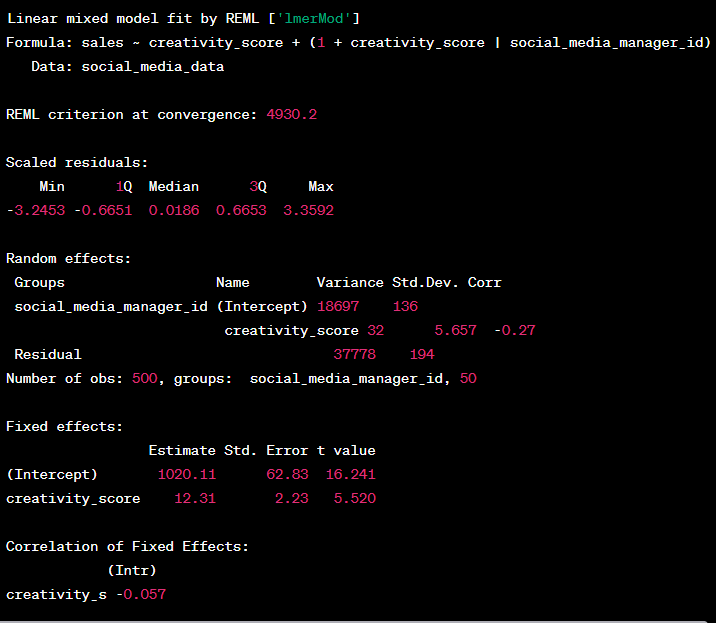 Linear mixed model fit by REML ['lmerMod']
Formula: sales ~ creativity_score + (1 + creativity_score | social_media_manager_id)
Data: social_media_data
REML criterion at convergence: 4930.2
Scaled residuals:
Min 1Q Median 3Q Max
-3.2453 -0.6651 0.0186 0.6653 3.3592
Random effects:
Groups Name Variance Std.Dev. Corr
social_media_manager_id (Intercept) 18697 136
creativity_score 32 5.657 -0.27
Residual 37778 194
Number of obs: 500, groups: social_media_manager_id, 50
Fixed effects:
Estimate Std. Error t value
(Intercept) 1020.11 62.83 16.241
creativity_score 12.31 2.23 5.520
Correlation of Fixed Effects:
(Intr)
creativity_s -0.057